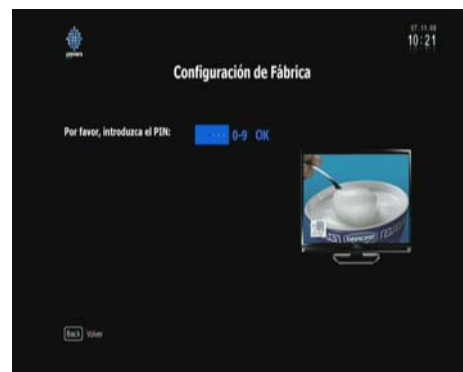 10:21
Configuración de Fábrica
Por favor, introduzca el PIN:
0-9 OK
Back Volver